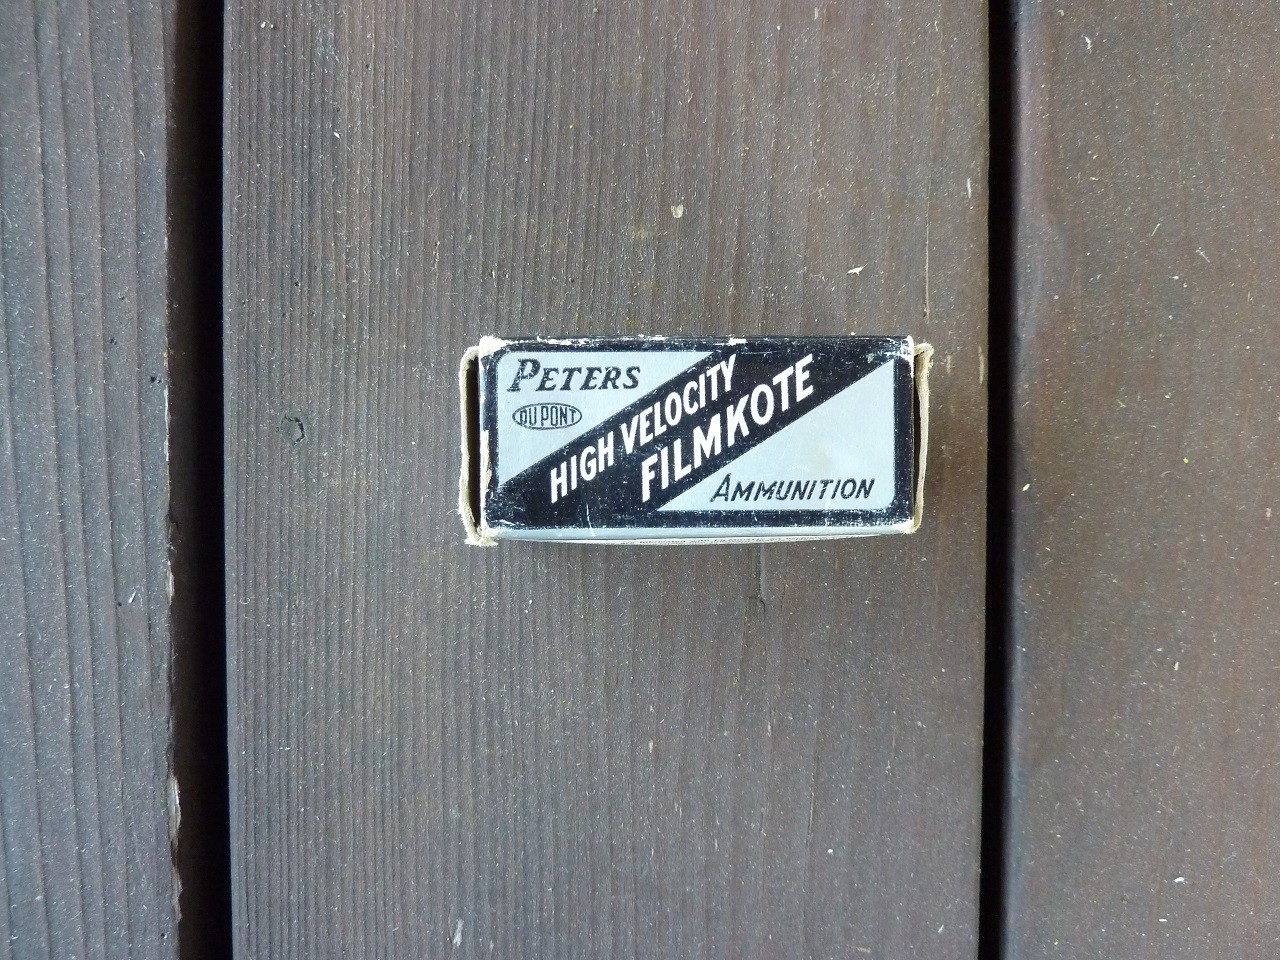 PETERS
DU PONT
HIGH VELOCITY
FILMKOTE
AMMUNITION